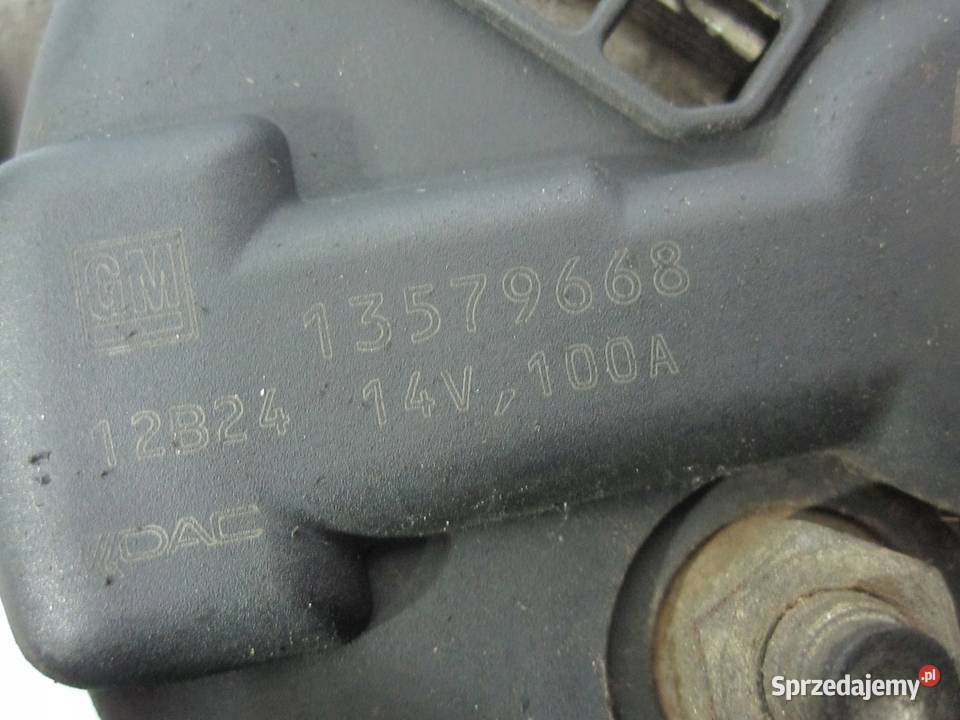 GM
13579668
12B24 14V, 100A
DAC
Sprzedajemy.pl